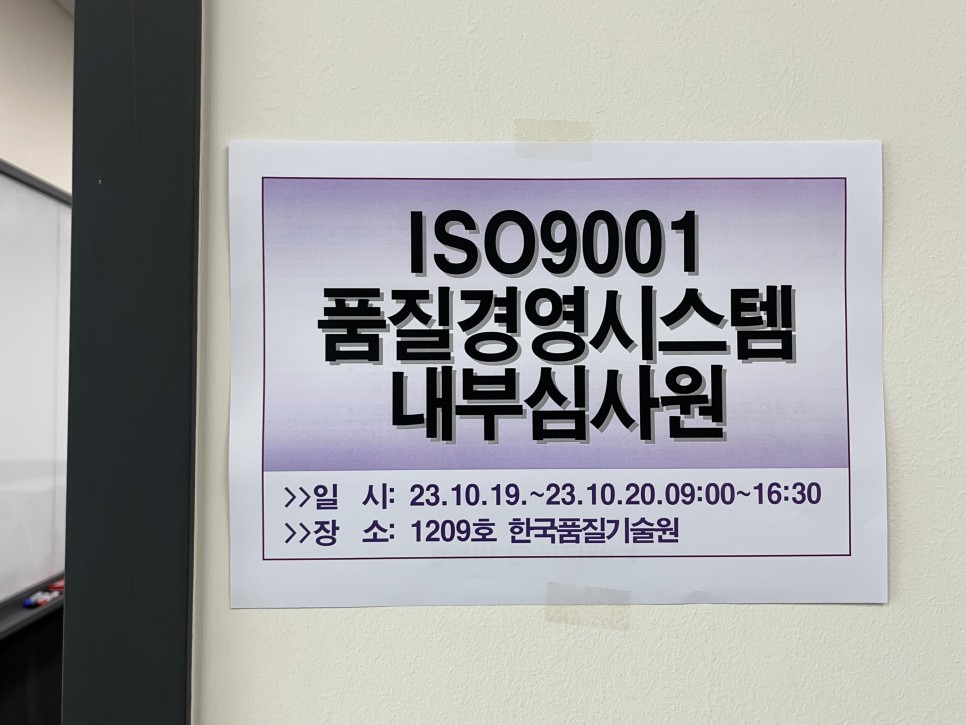 ISO9001
품질경영시스템
내부심사원
>>일 시: 23.10.19.~23.10.20.09:00~16:30
>>장 소: 1209호 한국품질기술원